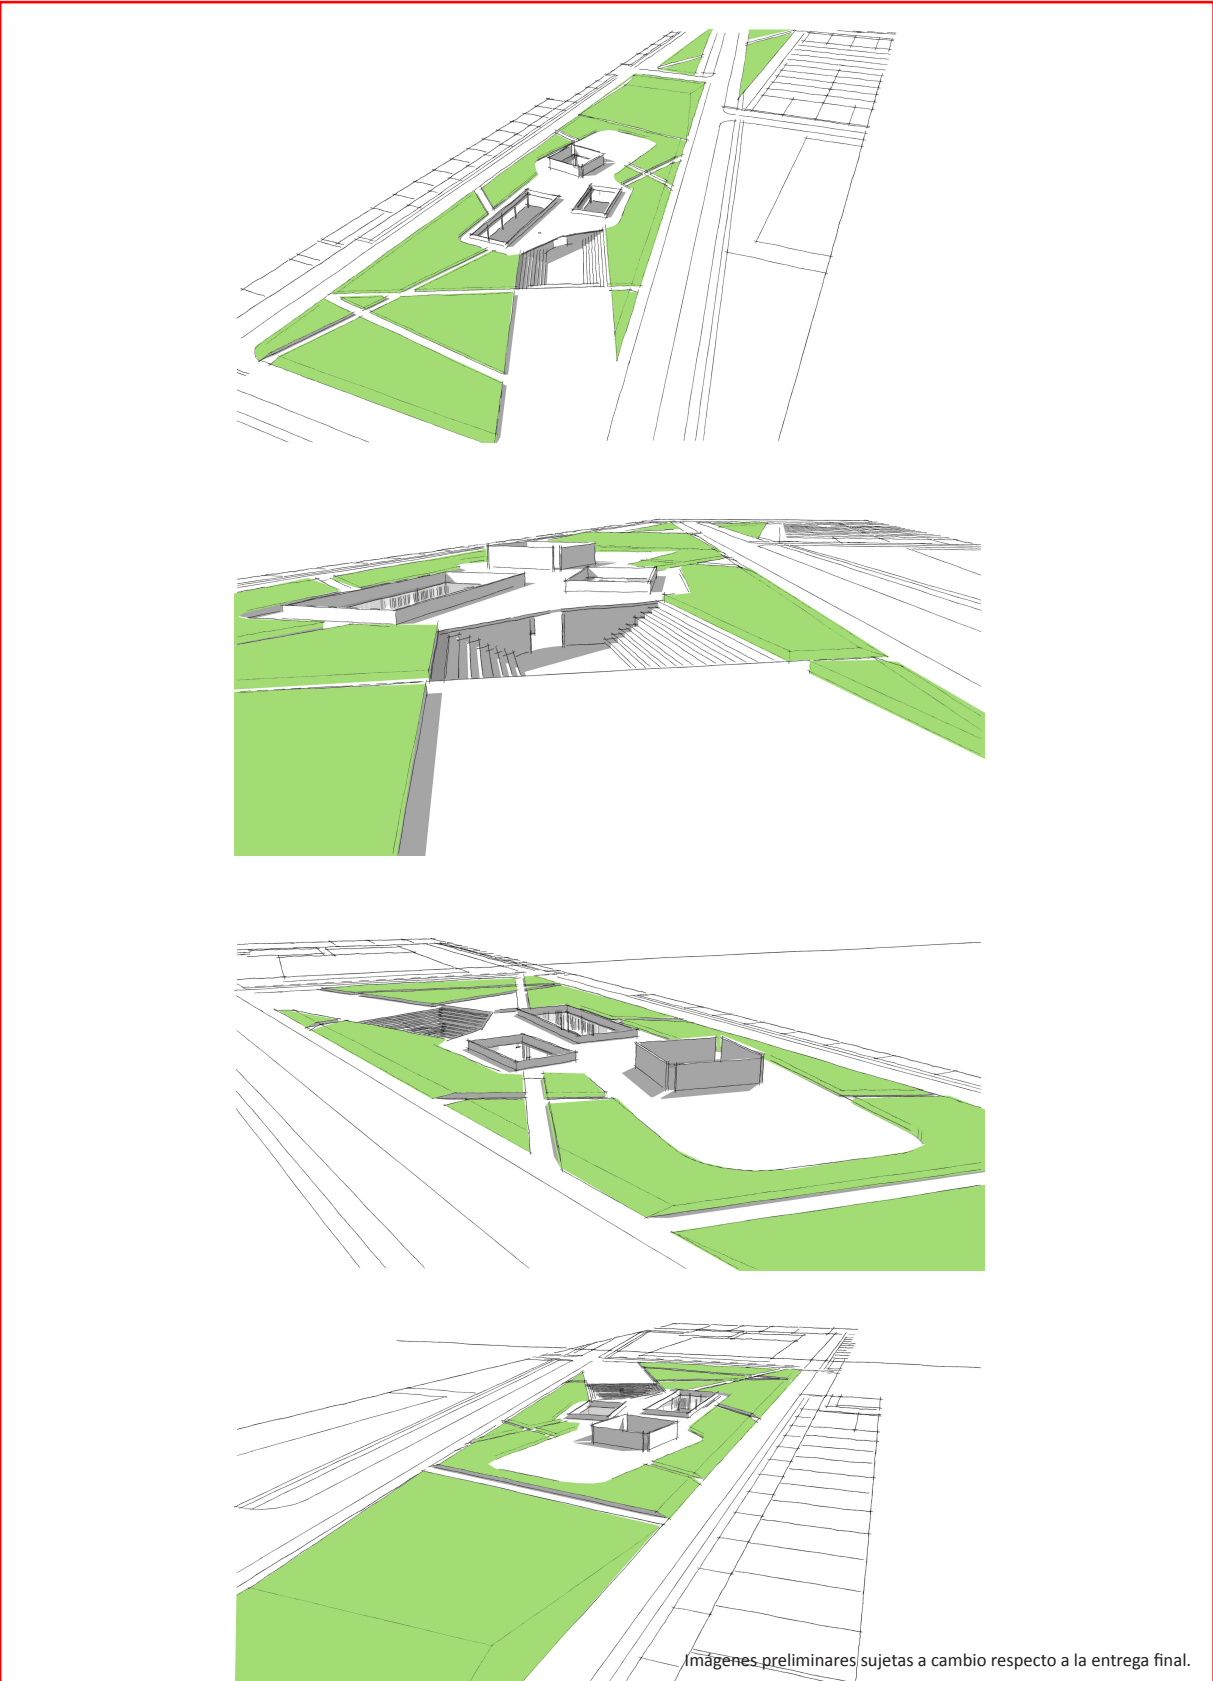 Imágenes preliminares sujetas a cambio respecto a la entrega final.